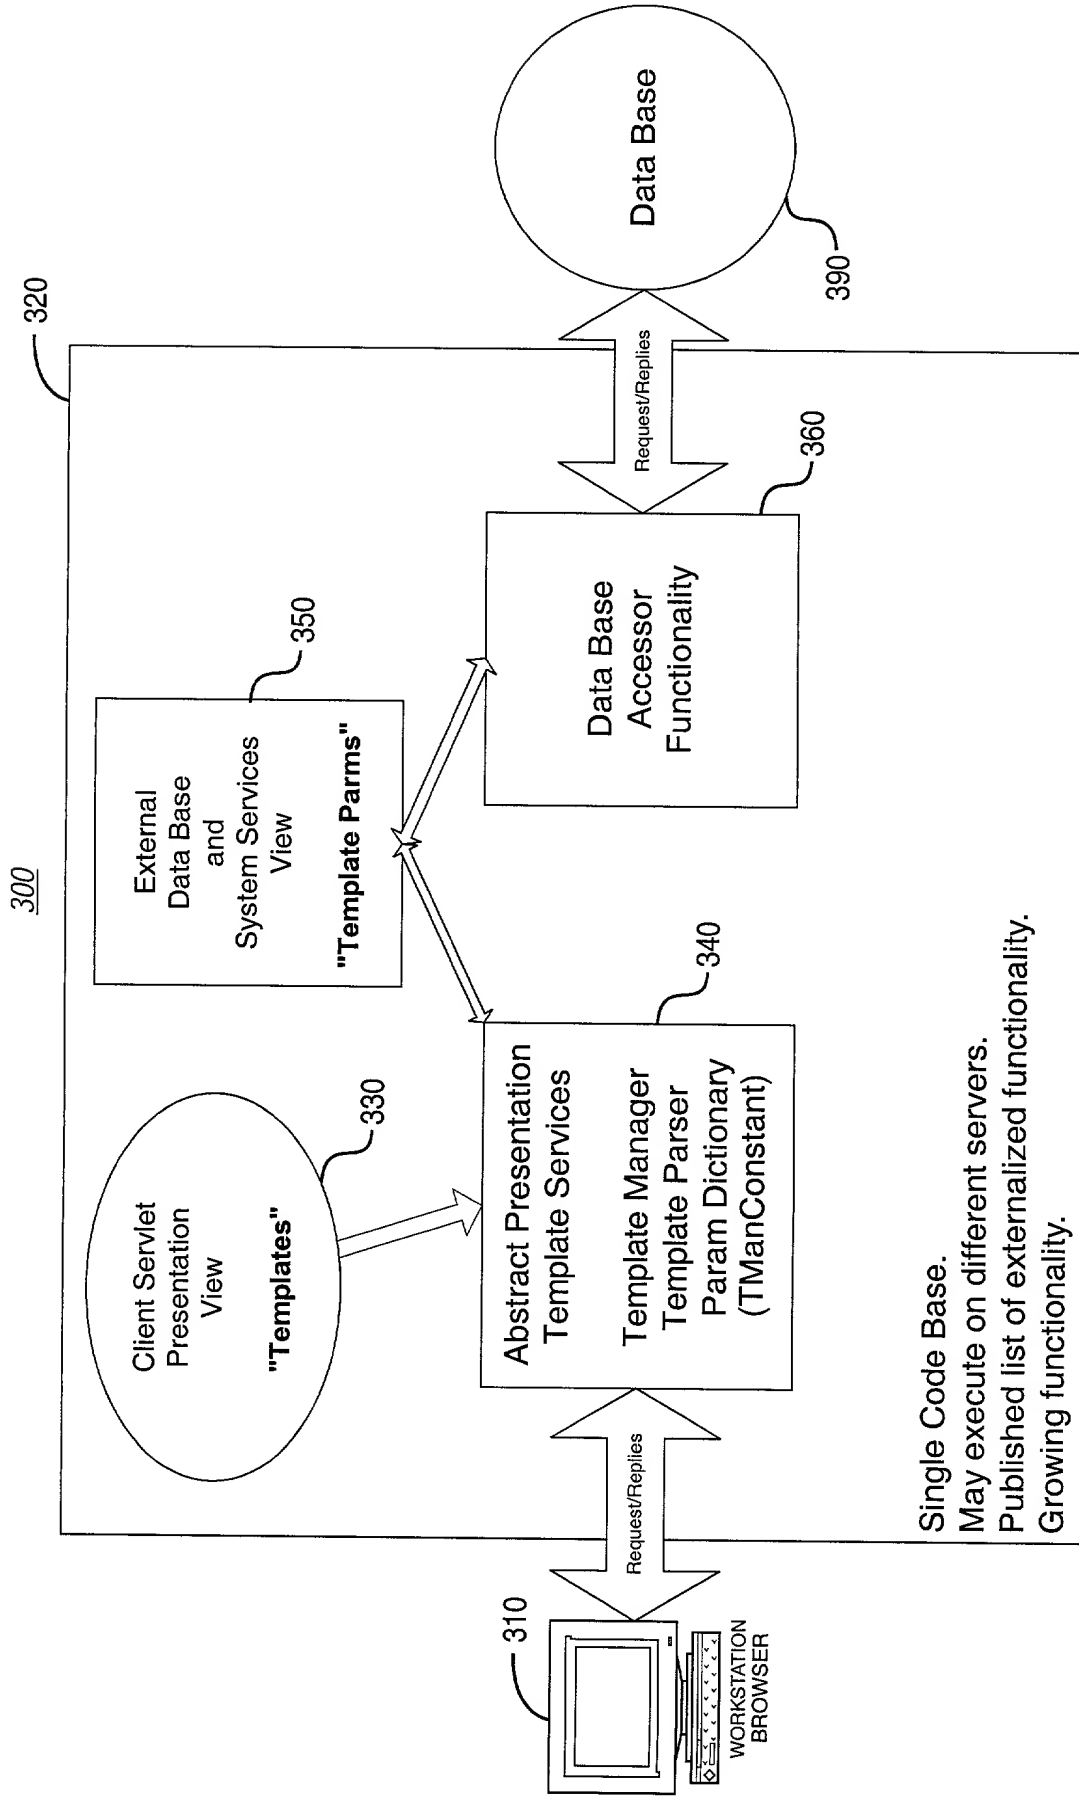 300
320
Client Servlet
Presentation
View
"Templates"
330
External
Data Base
and
System Services
View
"Template Parms"
350
310
WORKSTATION
BROWSER
Request/Replies
Abstract Presentation
Template Services
Template Manager
Template Parser
Param Dictionary
(TManConstant)
340
Data Base
Accessor
Functionality
360
Request/Replies
Data Base
390
Single Code Base.
May execute on different servers.
Published list of externalized functionality.
Growing functionality.